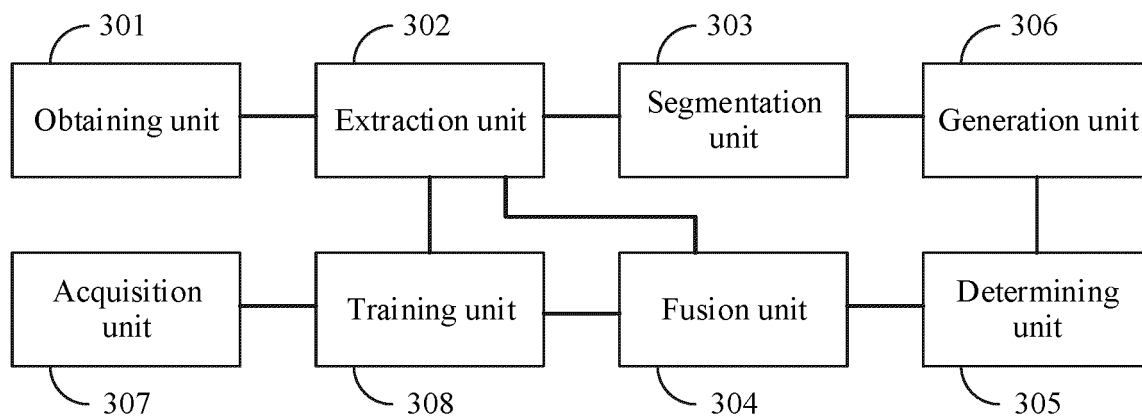 301
302
303
306
Obtaining unit
Extraction unit
Segmentation
unit
Generation unit
Acquisition
unit
Training unit
Fusion unit
Determining
unit
307
308
304
305